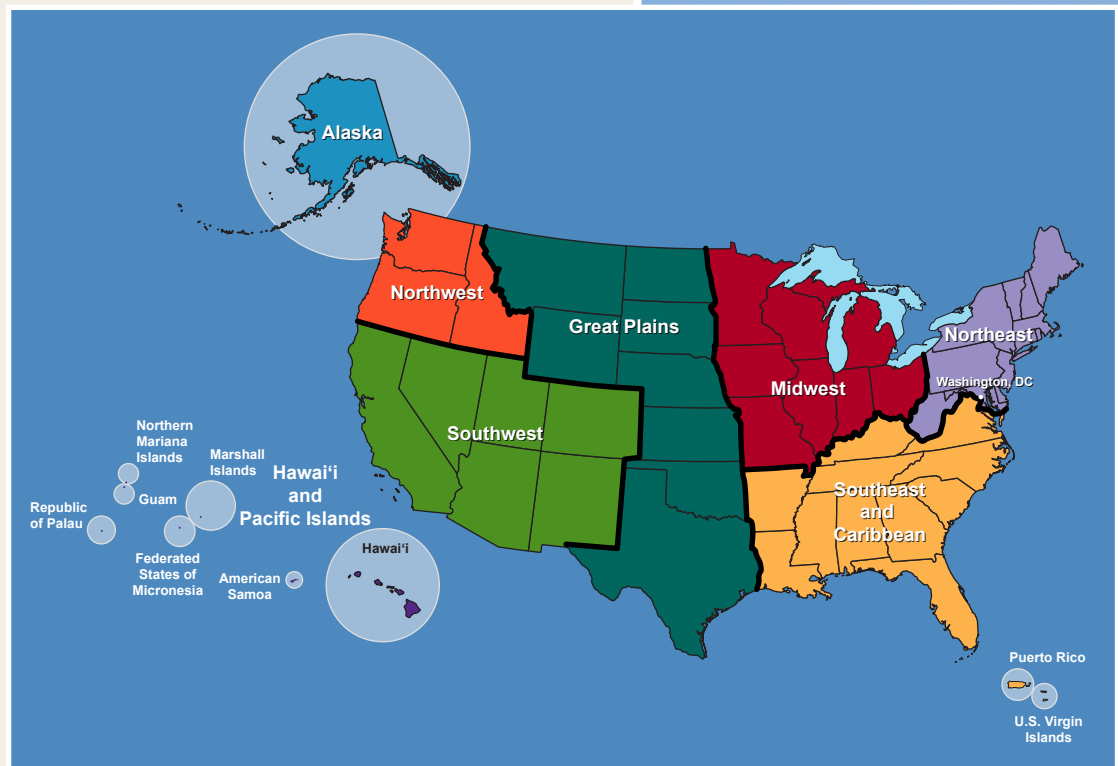 Alaska
Northwest
Great Plains
Northeast
Midwest
Washington, DC
Southwest
Southeast
and
Caribbean
Northern
Mariana
Islands
Marshall
Islands
Guam
Republic
of Palau
Federated
States of
Micronesia
Hawai‘i
and
Pacific Islands
Hawai‘i
American
Samoa
Puerto Rico
U.S. Virgin
Islands